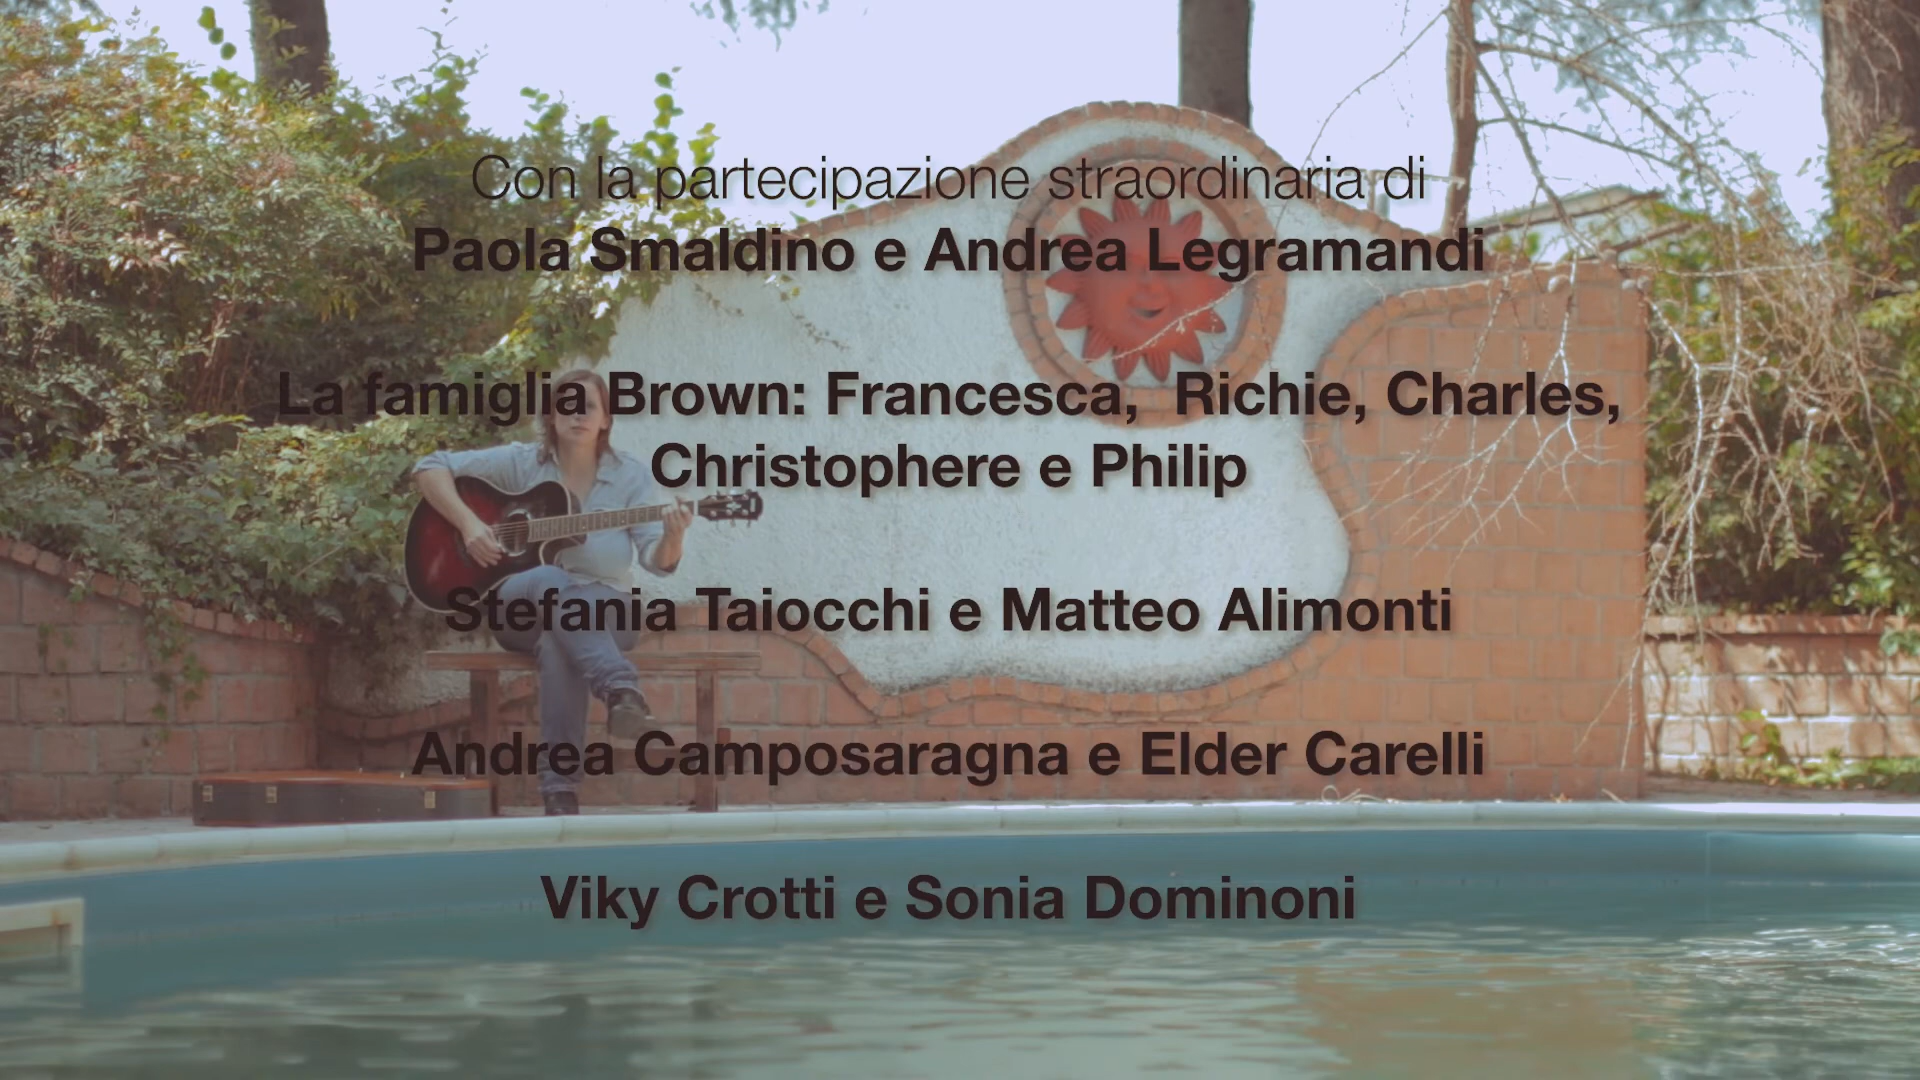 Con la partecipazione straordinaria di
Paola Smaldino e Andrea Legramandi
La famiglia Brown: Francesca, Richie, Charles,
Christophere e Philip
Stefania Taiocchi e Matteo Alimonti
Andrea Camposaragna e Elder Carelli
Viky Crotti e Sonia Dominoni